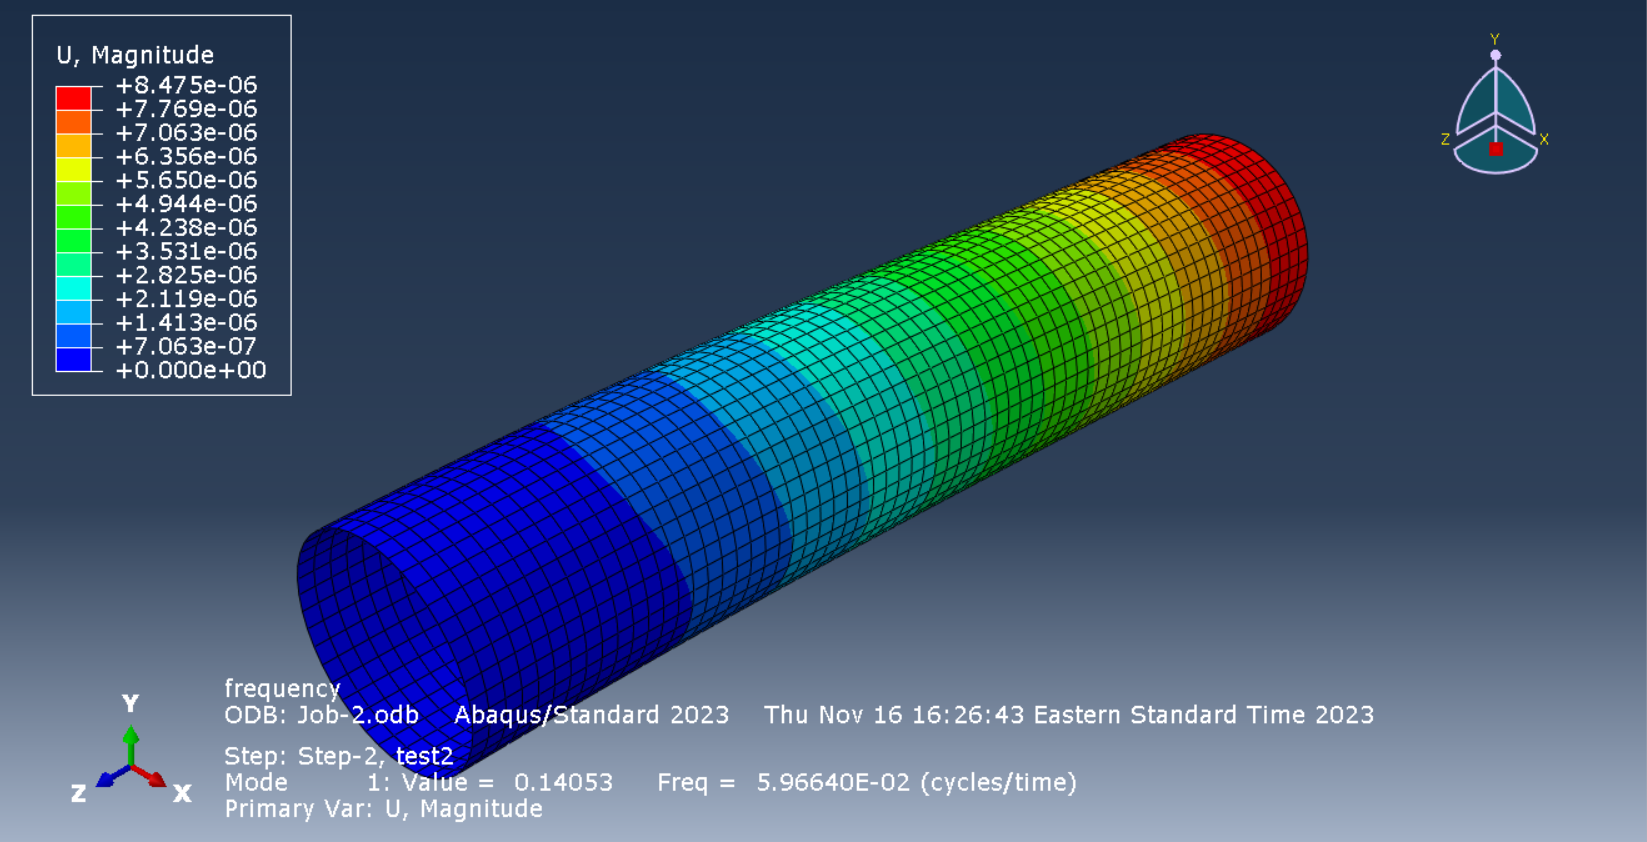 U, Magnitude
+8.475e-06
+7.769e-06
+7.063e-06
+6.356e-06
+5.650e-06
+4.944e-06
+4.238e-06
+3.531e-06
+2.825e-06
+2.119e-06
+1.413e-06
+7.063e-07
+0.000e+00
Y
Z X
frequency
ODB: Job-2.odb Abaqus/Standard 2023 Thu Nov 16 16:26:43 Eastern Standard Time 2023
Step: Step-2, test2
Mode 1: Value = 0.14053 Freq = 5.96640E-02 (cycles/time)
Primary Var: U, Magnitude
Y
Z X